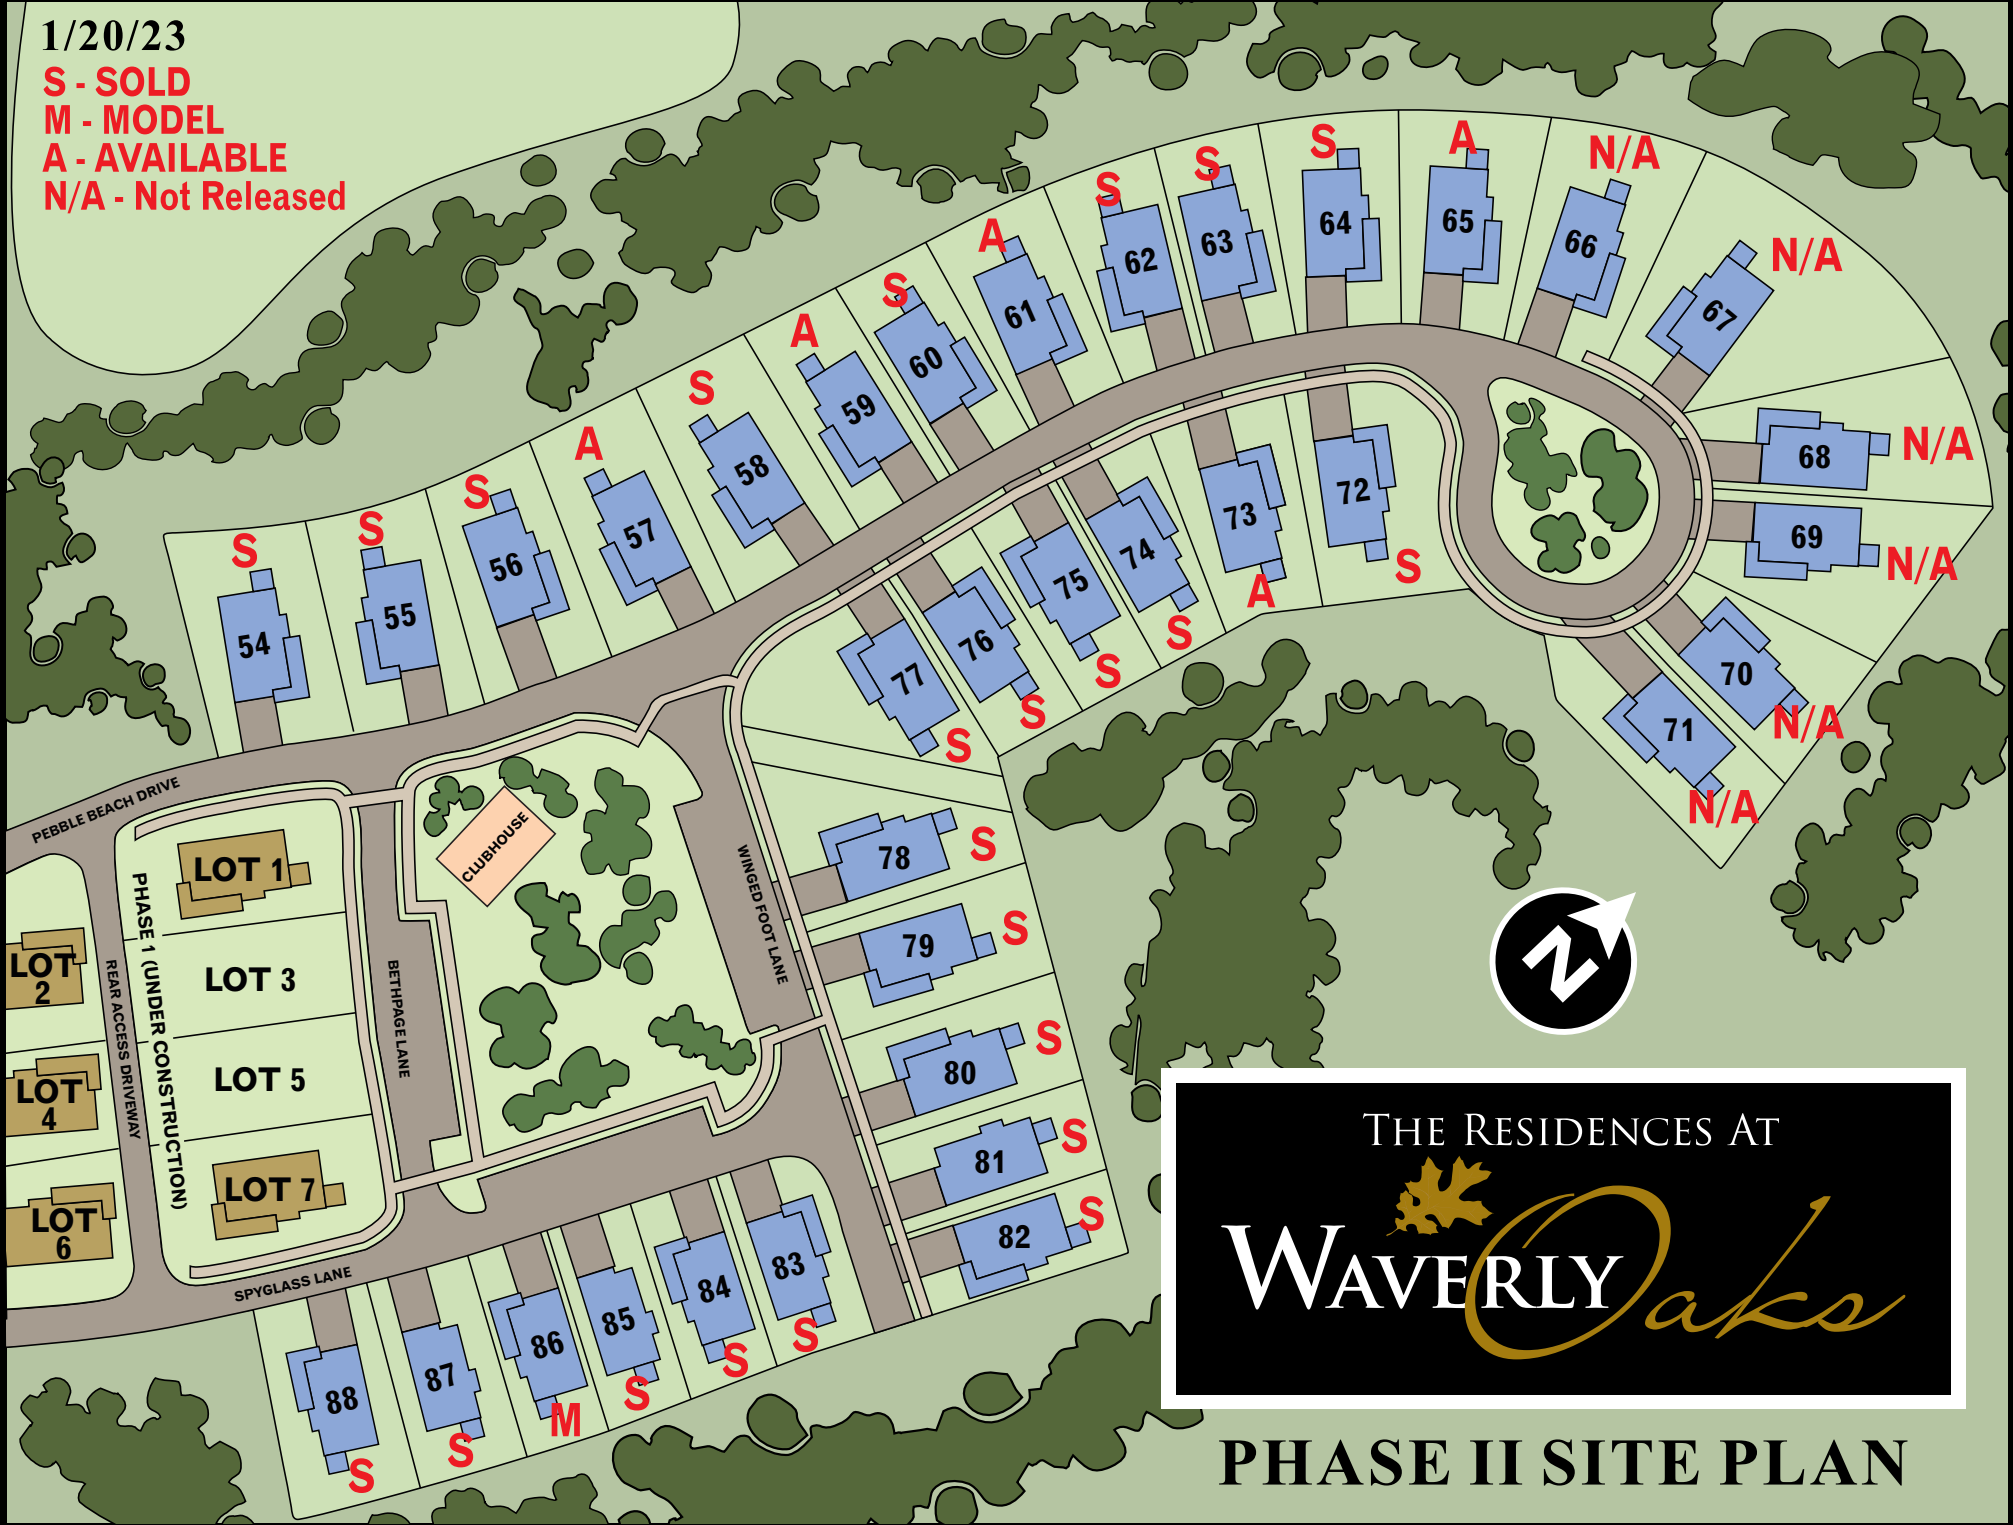 1/20/23
S - SOLD
M - MODEL
A - AVAILABLE
N/A - Not Released
S
54
S
55
S
56
A
57
S
58
A
59
S
60
A
61
S
62
S
63
S
64
A
65
N/A
66
N/A
67
68
N/A
69
N/A
70
N/A
71
N/A
72
S
73
A
74
S
75
S
76
S
77
S
78
S
79
S
80
S
81
S
82
S
83
S
84
S
85
S
86
M
87
S
88
S
PEBBLE BEACH DRIVE
REAR ACCESS DRIVEWAY
PHASE 1 (UNDER CONSTRUCTION)
BETHPAGE LANE
WINGED FOOT LANE
SPYGLASS LANE
CLUBHOUSE
LOT 1
LOT
2
LOT 3
LOT
4
LOT 5
LOT
6
LOT 7
N
THE RESIDENCES AT
WAVERLY Oaks
PHASE II SITE PLAN